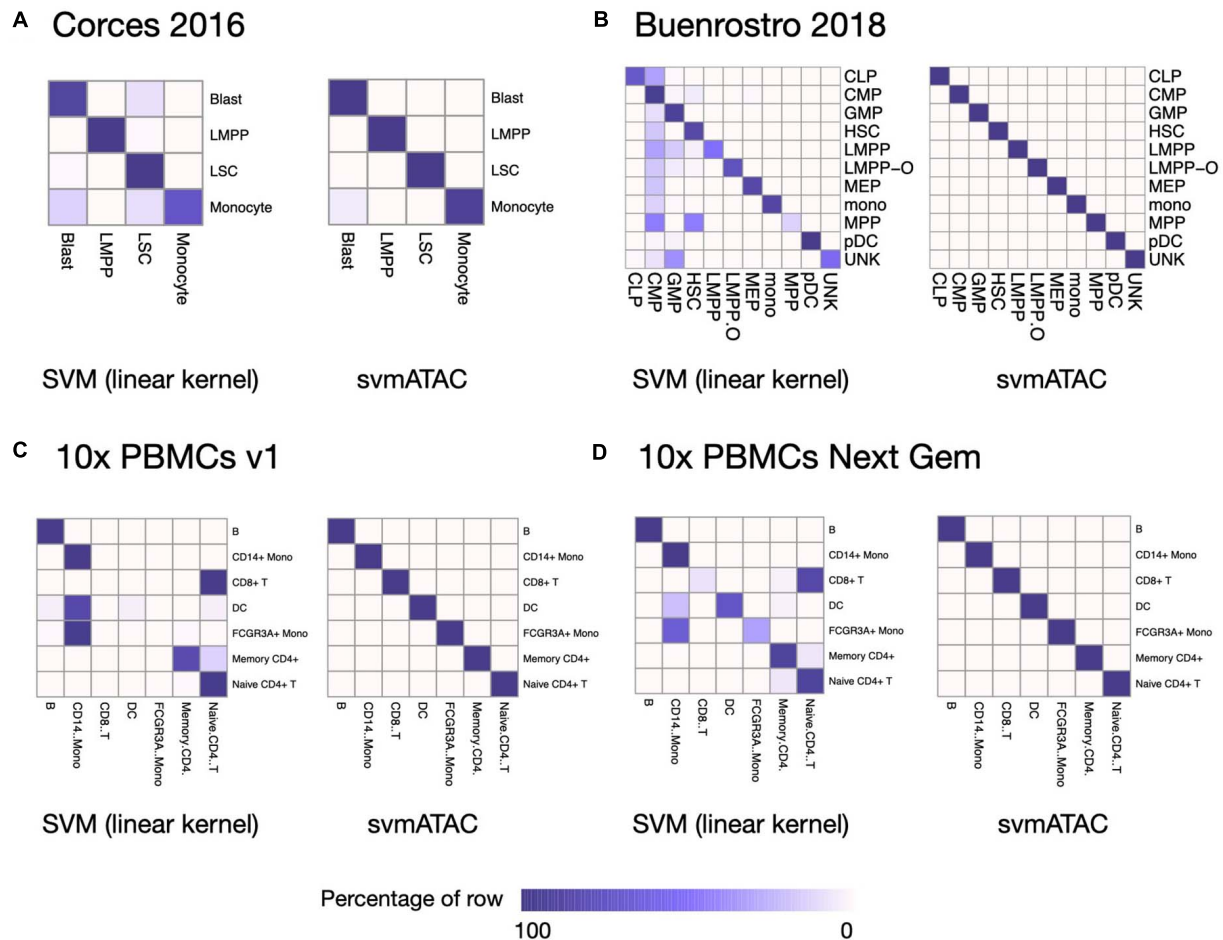 A Corces 2016
Blast
LMPP
LSC
Monocyte
Blast
LMPP
LSC
Monocyte
SVM (linear kernel)
Blast
LMPP
LSC
Monocyte
Blast
LMPP
LSC
Monocyte
svmATAC
B Buenrostro 2018
CLP
CMP
GMP
HSC
LMPP
LMPP-O
MEP
mono
MPP
pDC
UNK
CLP
CMP
GMP
HSC
LMPP
LMPP.O
MEP
mono
MPP
pDC
UNK
SVM (linear kernel)
CLP
CMP
GMP
HSC
LMPP
LMPP-O
MEP
mono
MPP
pDC
UNK
CLP
CMP
GMP
HSC
LMPP
LMPP.O
MEP
mono
MPP
pDC
UNK
svmATAC
C 10x PBMCs v1
B
CD14+ Mono
CD8+ T
DC
FCGR3A+ Mono
Memory CD4+
Naive CD4+ T
B
CD14..Mono
CD8..T
DC
FCGR3A..Mono
Memory.CD4.
Naive.CD4..T
SVM (linear kernel)
B
CD14+ Mono
CD8+ T
DC
FCGR3A+ Mono
Memory CD4+
Naive CD4+ T
B
CD14..Mono
CD8..T
DC
FCGR3A..Mono
Memory.CD4.
Naive.CD4..T
svmATAC
D 10x PBMCs Next Gem
B
CD14+ Mono
CD8+ T
DC
FCGR3A+ Mono
Memory CD4+
Naive CD4+ T
B
CD14..Mono
CD8..T
DC
FCGR3A..Mono
Memory.CD4.
Naive.CD4..T
SVM (linear kernel)
B
CD14+ Mono
CD8+ T
DC
FCGR3A+ Mono
Memory CD4+
Naive CD4+ T
B
CD14..Mono
CD8..T
DC
FCGR3A..Mono
Memory.CD4.
Naive.CD4..T
svmATAC
Percentage of row
100 0